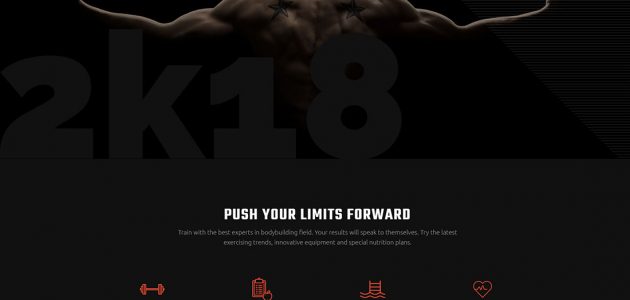 2k18
PUSH YOUR LIMITS FORWARD
Train with the best experts in bodybuilding field. Your results will speak to themselves. Try the latest
exercising trends, innovative equipment and special nutrition plans.